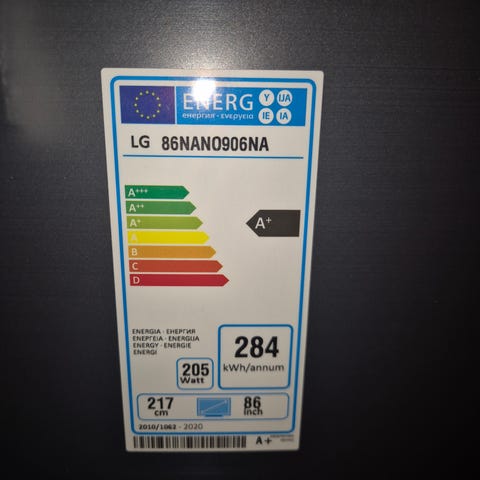 ENERG Y IJA
енергия · ενεργεια IE IA
LG 86NANO906NA
A+++
A++
A+
A
B
C
D
A+
ENERGIA · ЕНЕРГИЯ
ΕΝΕΡΓΕΙΑ · ENERGIJA
ENERGY · ENERGIE
ENERGI
205
Watt
284
kWh/annum
217
cm
86
inch
2010/1062 - 2020
A+